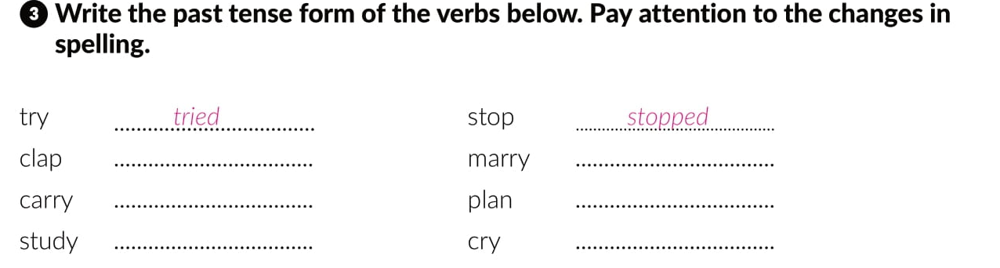 3 Write the past tense form of the verbs below. Pay attention to the changes in
spelling.
try ........tried........ stop ........stopped........
clap ........................ marry ........................
carry ........................ plan ........................
study ........................ cry ........................